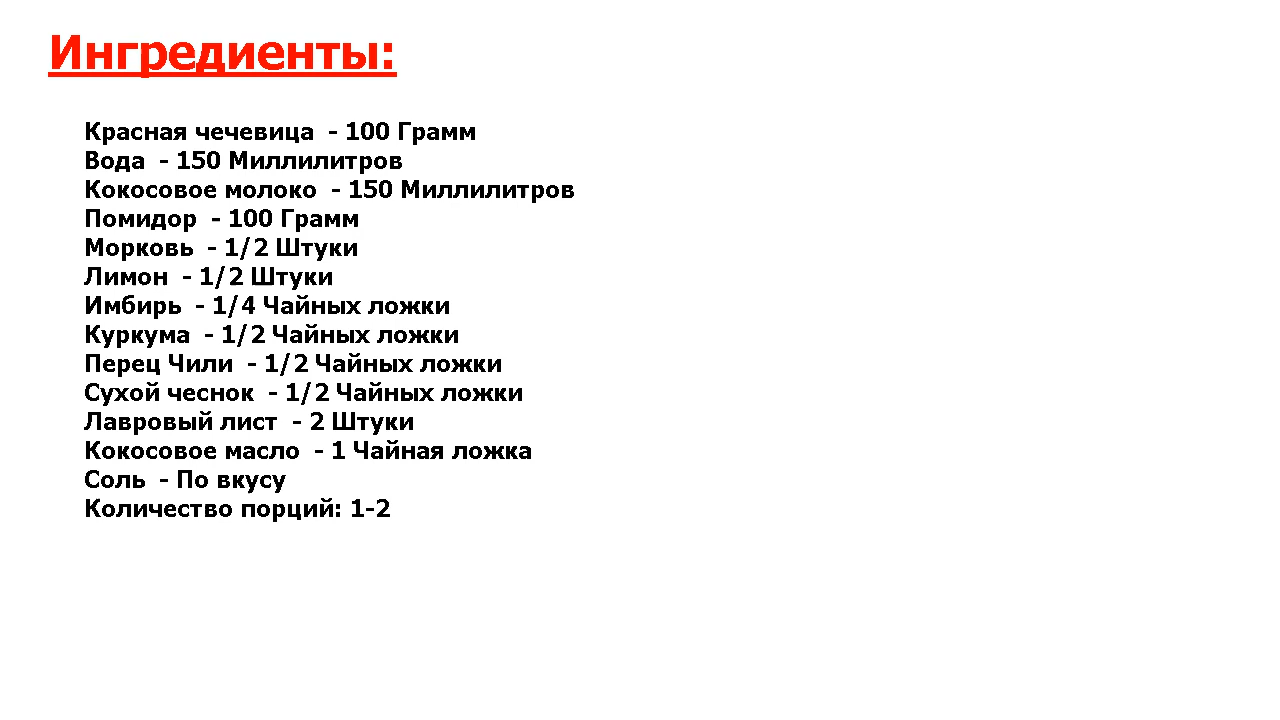 Ингредиенты:
Красная чечевица  - 100 Грамм
Вода  - 150 Миллилитров
Кокосовое молоко  - 150 Миллилитров
Помидор  - 100 Грамм
Морковь  - 1/2 Штуки
Лимон  - 1/2 Штуки
Имбирь  - 1/4 Чайных ложки
Куркума  - 1/2 Чайных ложки
Перец Чили  - 1/2 Чайных ложки
Сухой чеснок  - 1/2 Чайных ложки
Лавровый лист  - 2 Штуки
Кокосовое масло  - 1 Чайная ложка
Соль  - По вкусу
Количество порций: 1-2